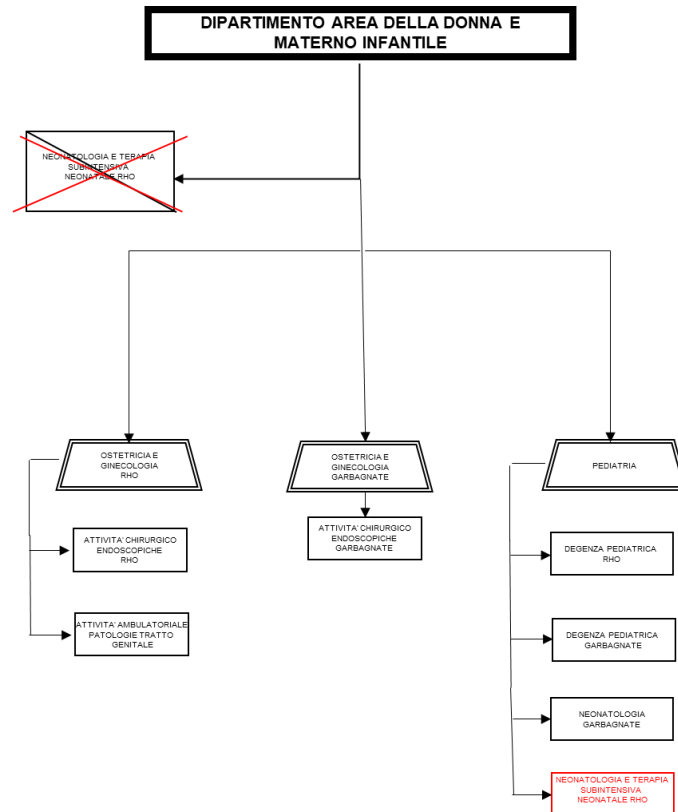 DIPARTIMENTO AREA DELLA DONNA E
MATERNO INFANTILE
NEONATOLOGIA E TERAPIA
SUBINTENSIVA
NEONATALE RHO
OSTETRICIA E
GINECOLOGIA
RHO
OSTETRICIA E
GINECOLOGIA
GARBAGNATE
PEDIATRIA
ATTIVITA' CHIRURGICO
ENDOSCOPICHE
RHO
ATTIVITA' CHIRURGICO
ENDOSCOPICHE
GARBAGNATE
DEGENZA PEDIATRICA
RHO
ATTIVITA' AMBULATORIALE
PATOLOGIE TRATTO
GENITALE
DEGENZA PEDIATRICA
GARBAGNATE
NEONATOLOGIA
GARBAGNATE
NEONATOLOGIA E TERAPIA
SUBINTENSIVA
NEONATALE RHO